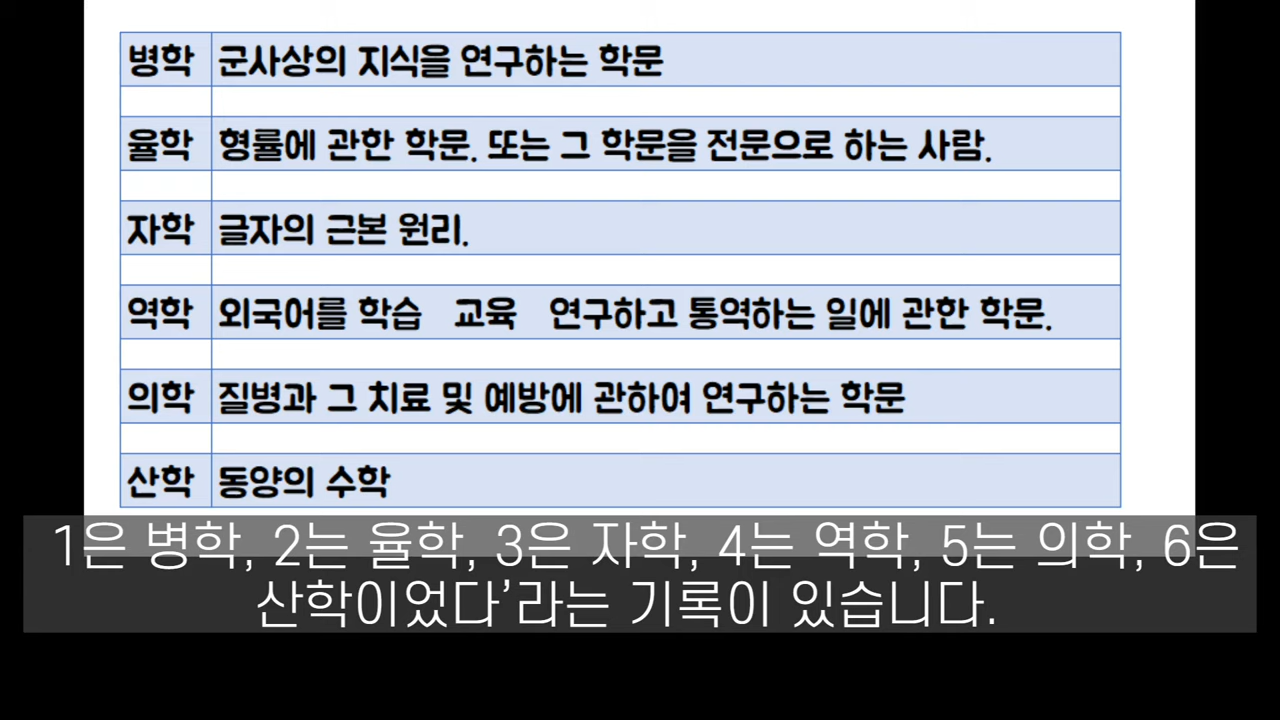 병학 군사상의 지식을 연구하는 학문
율학 형률에 관한 학문. 또는 그 학문을 전문으로 하는 사람.
자학 글자의 근본 원리.
역학 외국어를 학습 교육 연구하고 통역하는 일에 관한 학문.
의학 질병과 그 치료 및 예방에 관하여 연구하는 학문
산학 동양의 수학
1은 병학, 2는 율학, 3은 자학, 4는 역학, 5는 의학, 6은
산학이었다’라는 기록이 있습니다.